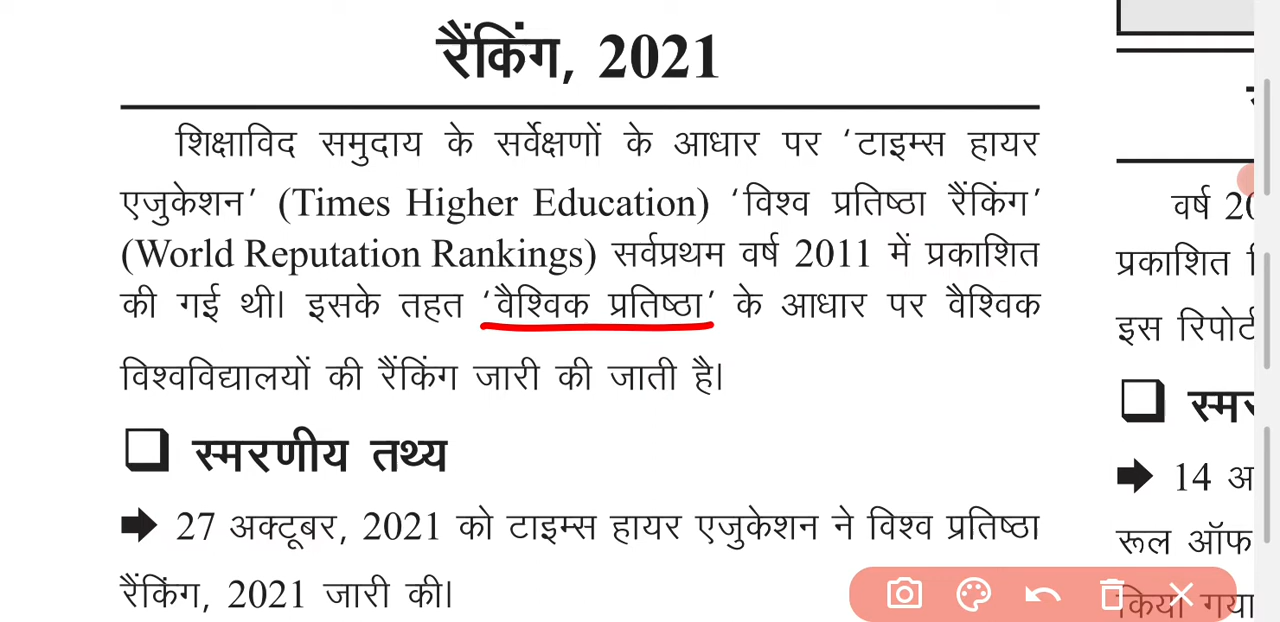 रैंकिंग, 2021
शिक्षाविद समुदाय के सर्वेक्षणों के आधार पर ‘टाइम्स हायर
एजुकेशन’ (Times Higher Education) ‘विश्व प्रतिष्ठा रैंकिंग’
(World Reputation Rankings) सर्वप्रथम वर्ष 2011 में प्रकाशित
की गई थी। इसके तहत ‘वैश्विक प्रतिष्ठा’ के आधार पर वैश्विक
विश्वविद्यालयों की रैंकिंग जारी की जाती है।
❑ स्मरणीय तथ्य
➡ 27 अक्टूबर, 2021 को टाइम्स हायर एजुकेशन ने विश्व प्रतिष्ठा
रैंकिंग, 2021 जारी की।
वर्ष
प्रकाशित
इस
➡ 14
रूल
किया गया